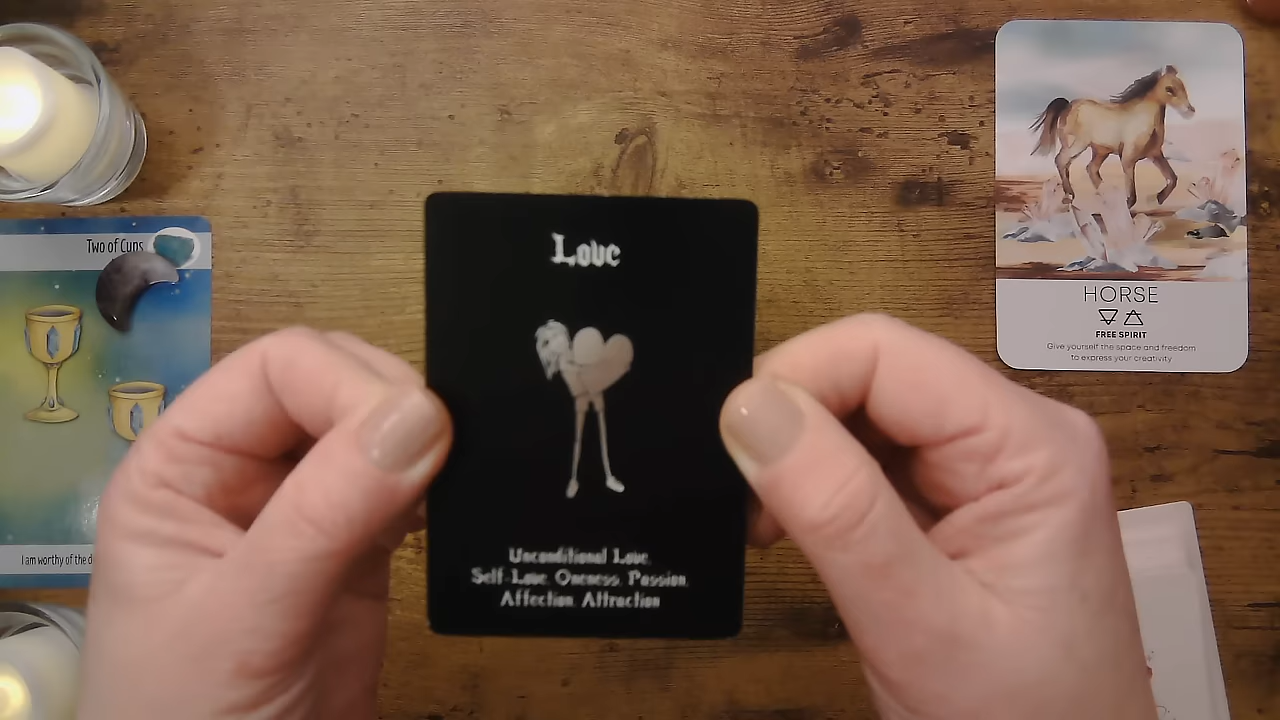 Two of Cups
I am worthy of the d
Love
Unconditional Love,
Self-Love, Oneness, Passion,
Affection, Attraction
HORSE
FREE SPIRIT
Give yourself the space and freedom
to express your creativity